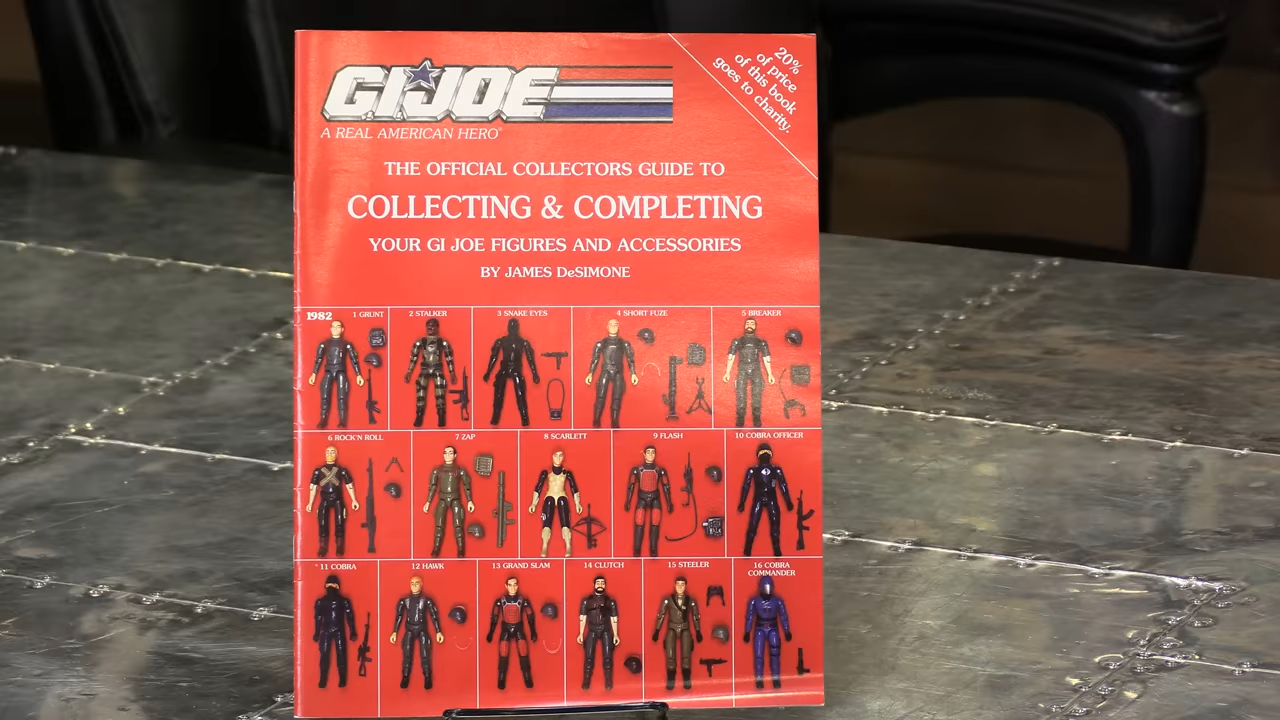 G.I. JOE
A REAL AMERICAN HERO®
20%
of price
of this book
goes to charity.
THE OFFICIAL COLLECTORS GUIDE TO
COLLECTING & COMPLETING
YOUR GI JOE FIGURES AND ACCESSORIES
BY JAMES DeSIMONE
1982
1 GRUNT
2 STALKER
3 SNAKE EYES
4 SHORT FUZE
5 BREAKER
6 ROCK'N ROLL
7 ZAP
8 SCARLETT
9 FLASH
10 COBRA OFFICER
11 COBRA
12 HAWK
13 GRAND SLAM
14 CLUTCH
15 STEELER
16 COBRA
COMMANDER